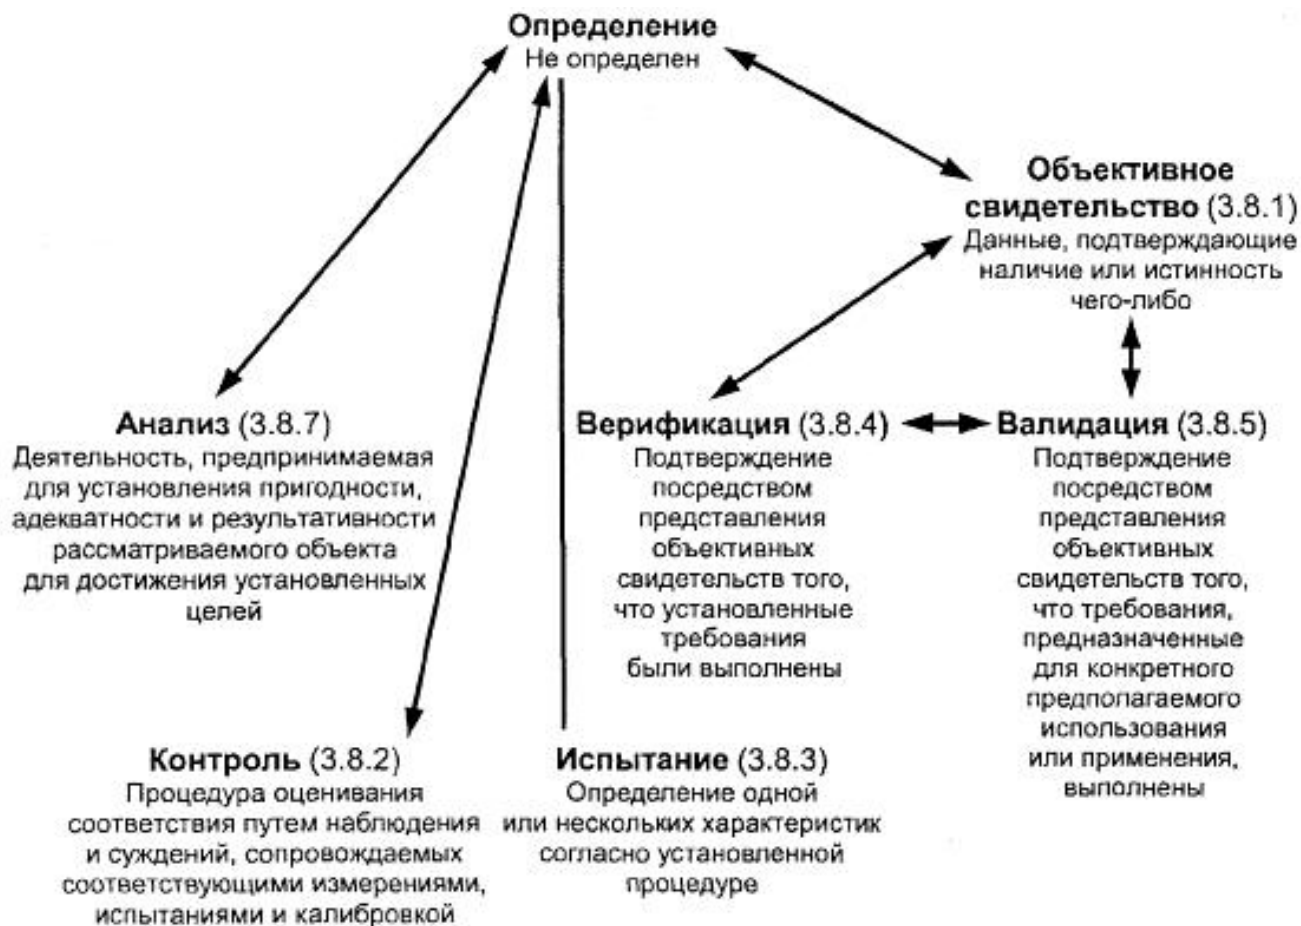 Определение
Не определен
Объективное
свидетельство (3.8.1)
Данные, подтверждающие
наличие или истинность
чего-либо
Анализ (3.8.7)
Деятельность, предпринимаемая
для установления пригодности,
адекватности и результативности
рассматриваемого объекта
для достижения установленных
целей
Верификация (3.8.4)
Подтверждение
посредством
представления
объективных
свидетельств того,
что установленные
требования
были выполнены
Валидация (3.8.5)
Подтверждение
посредством
представления
объективных
свидетельств того,
что требования,
предназначенные
для конкретного
предполагаемого
использования
или применения,
выполнены
Контроль (3.8.2)
Процедура оценивания
соответствия путем наблюдения
и суждений, сопровождаемых
соответствующими измерениями,
испытаниями и калибровкой
Испытание (3.8.3)
Определение одной
или нескольких характеристик
согласно установленной
процедуре